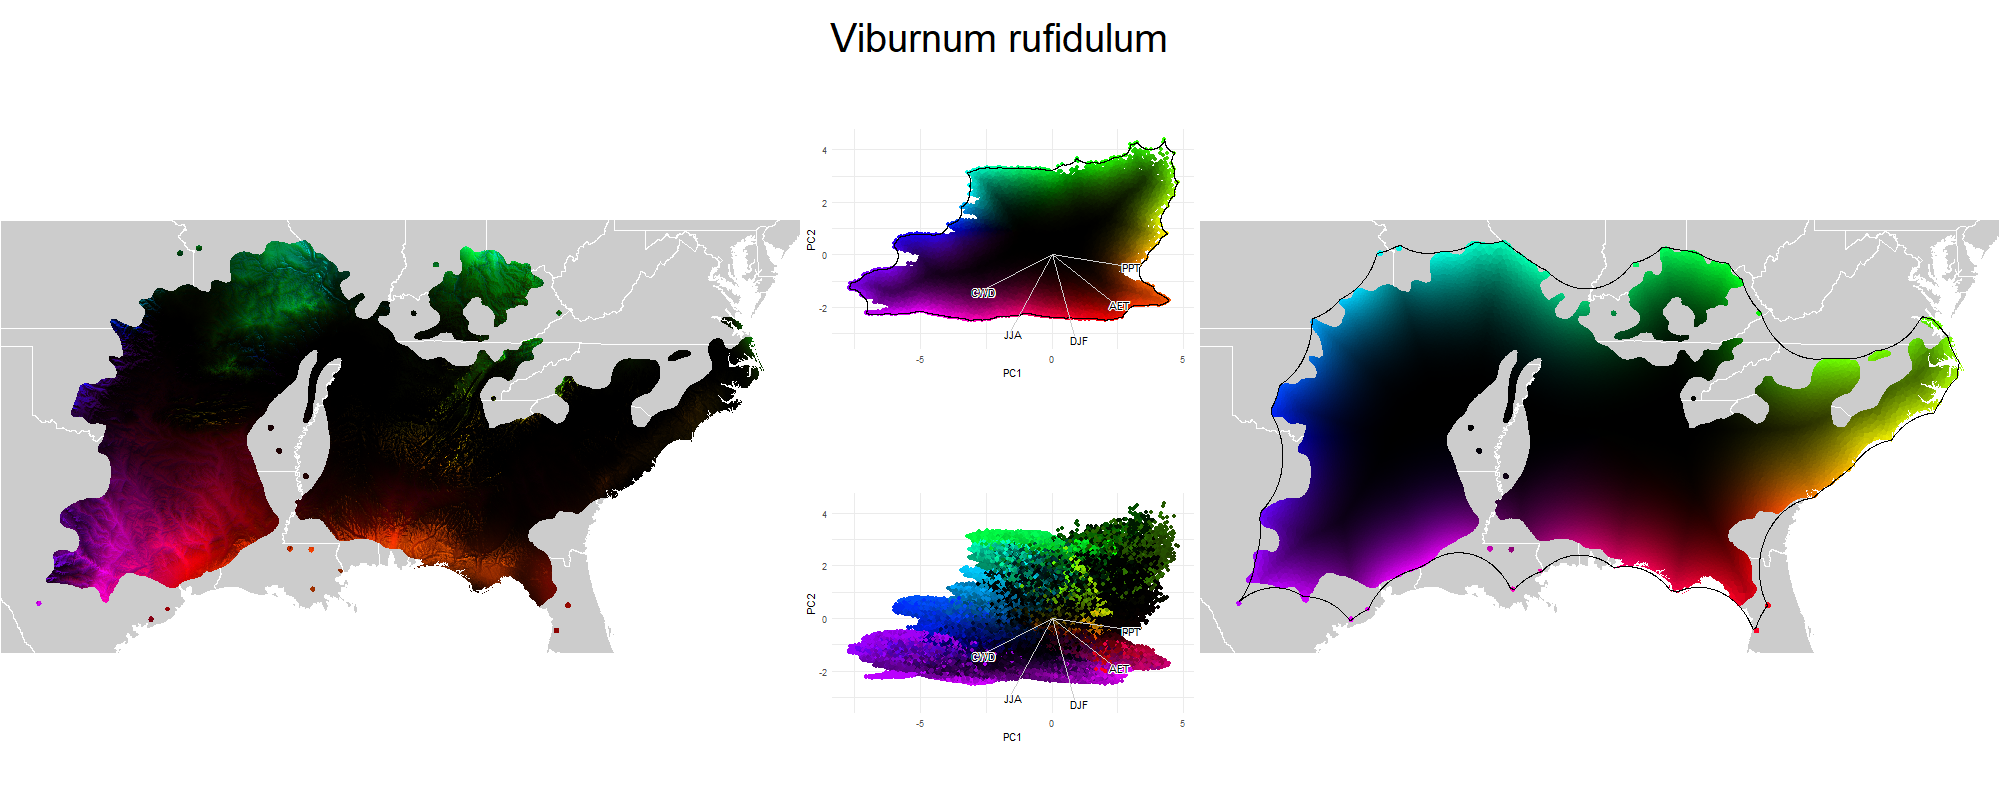 Viburnum rufidulum
4
2
0
-2
PC2
PPT
CWD
AET
JJA
DJF
-5
0
5
PC1
4
2
0
-2
PC2
PPT
CWD
AET
JJA
DJF
-5
0
5
PC1